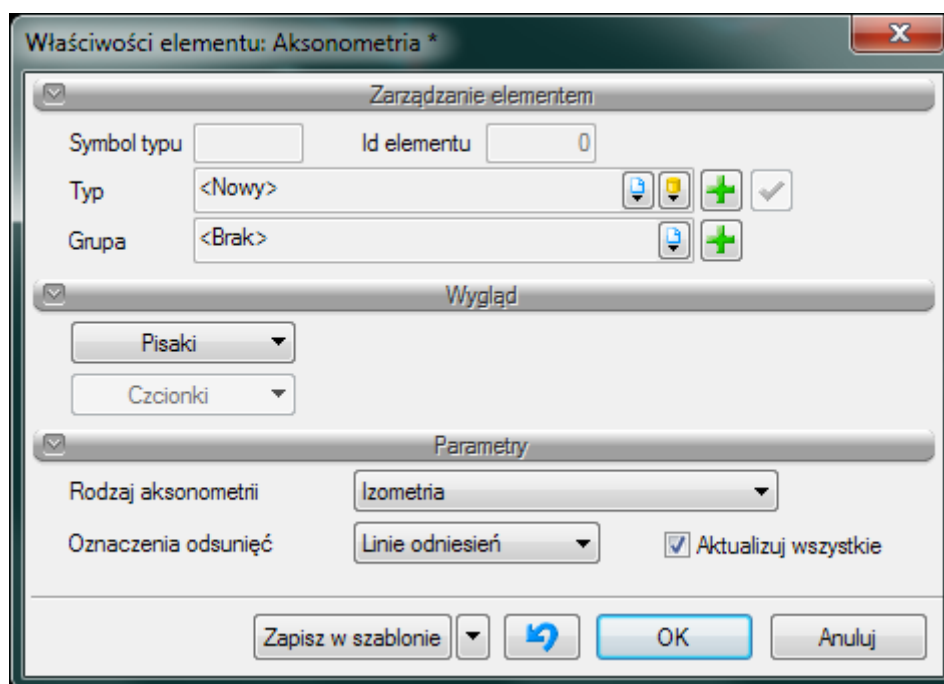 Właściwości elementu: Aksonometria *
Zarządzanie elementem
Symbol typu Id elementu 0
Typ <Nowy>
Grupa <Brak>
Wygląd
Pisaki
Czcionki
Parametry
Rodzaj aksonometrii Izometria
Oznaczenia odsunięć Linie odniesień Aktualizuj wszystkie
Zapisz w szablonie OK Anuluj